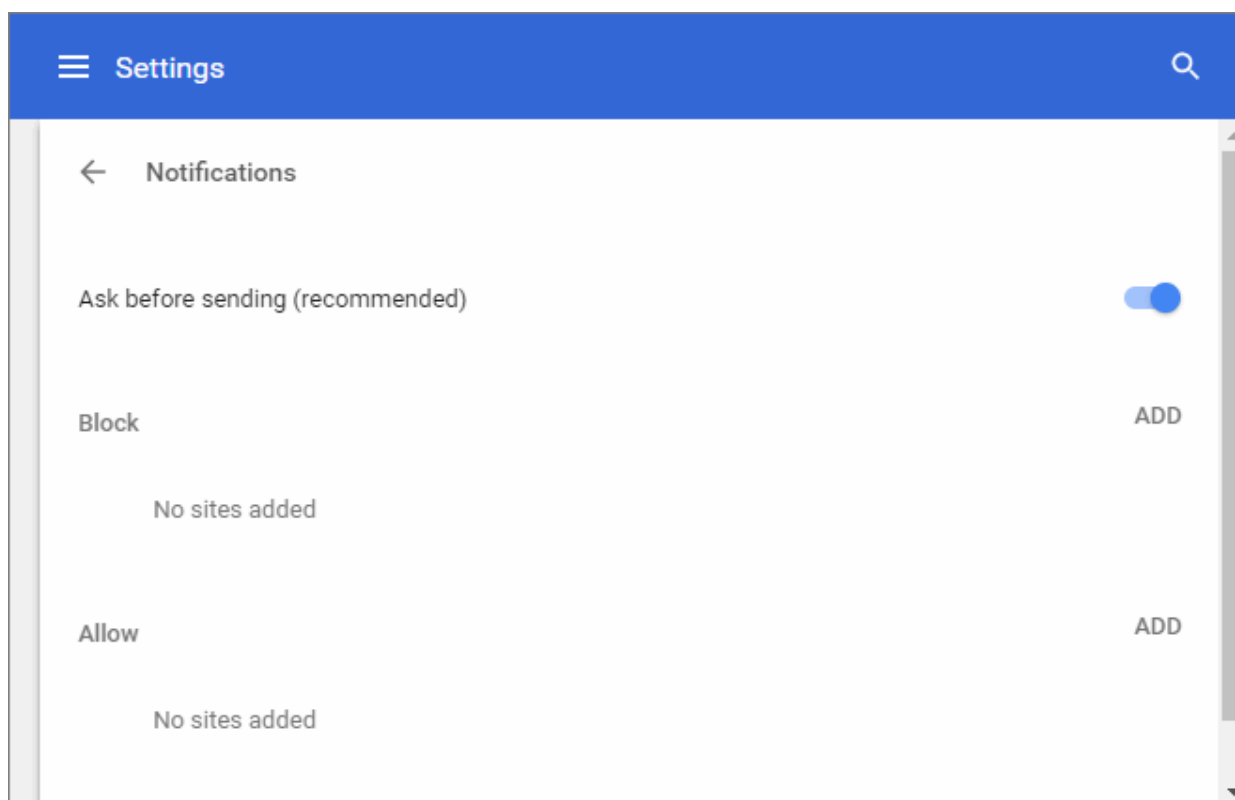 Settings
Notifications
Ask before sending (recommended)
Block
ADD
No sites added
Allow
ADD
No sites added